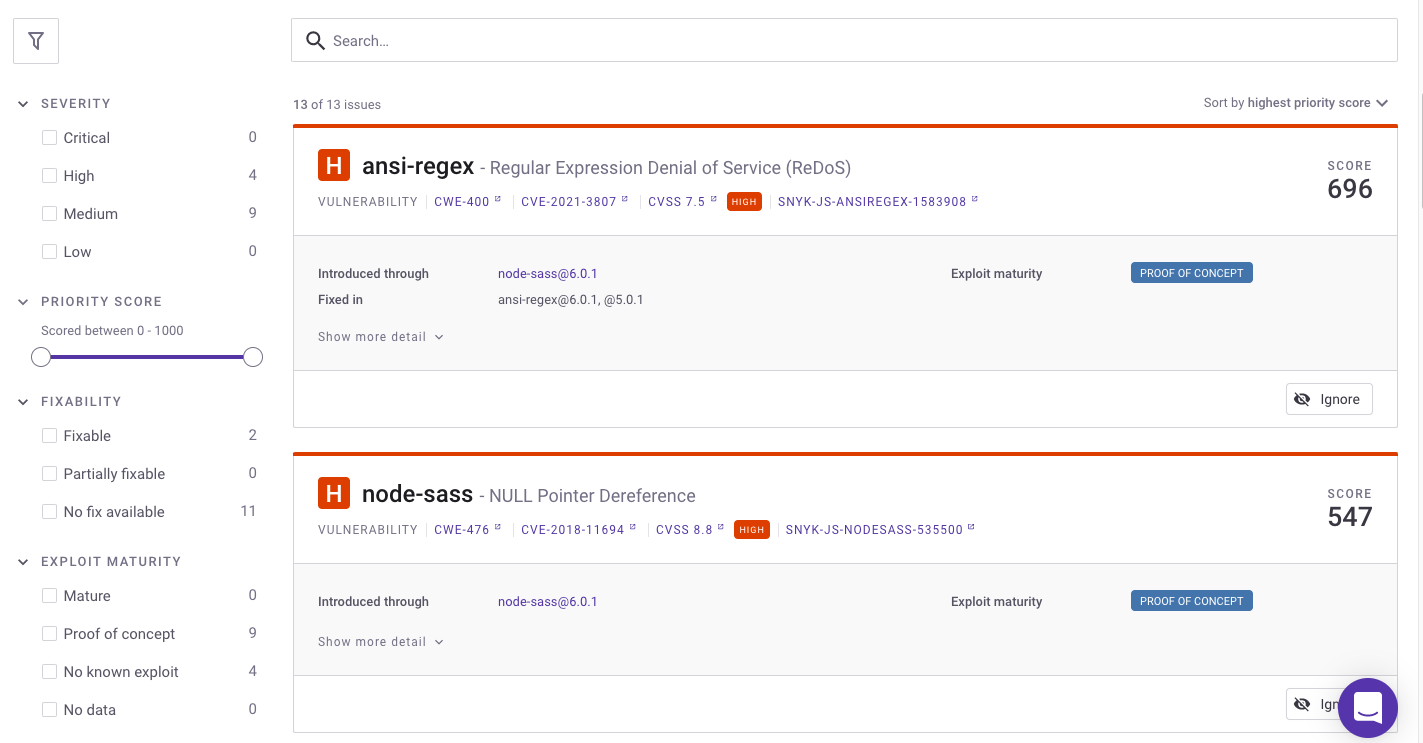 Search…
SEVERITY
Critical 0
High 4
Medium 9
Low 0
PRIORITY SCORE
Scored between 0 - 1000
FIXABILITY
Fixable 2
Partially fixable 0
No fix available 11
EXPLOIT MATURITY
Mature 0
Proof of concept 9
No known exploit 4
No data 0
13 of 13 issues
Sort by highest priority score
H ansi-regex - Regular Expression Denial of Service (ReDoS)
SCORE
696
VULNERABILITY CWE-400 CVE-2021-3807 CVSS 7.5 HIGH SNYK-JS-ANSIREGEX-1583908
Introduced through node-sass@6.0.1
Exploit maturity PROOF OF CONCEPT
Fixed in ansi-regex@6.0.1, @5.0.1
Show more detail
Ignore
H node-sass - NULL Pointer Dereference
SCORE
547
VULNERABILITY CWE-476 CVE-2018-11694 CVSS 8.8 HIGH SNYK-JS-NODESASS-535500
Introduced through node-sass@6.0.1
Exploit maturity PROOF OF CONCEPT
Show more detail